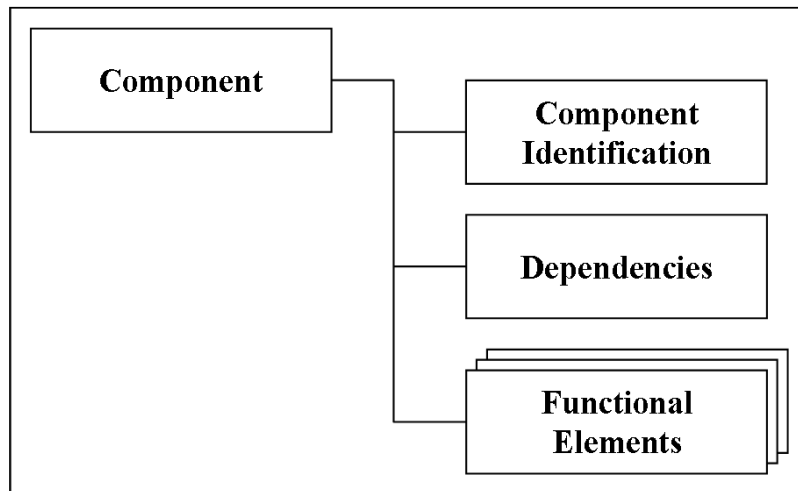 Component
Component
Identification
Dependencies
Functional
Elements